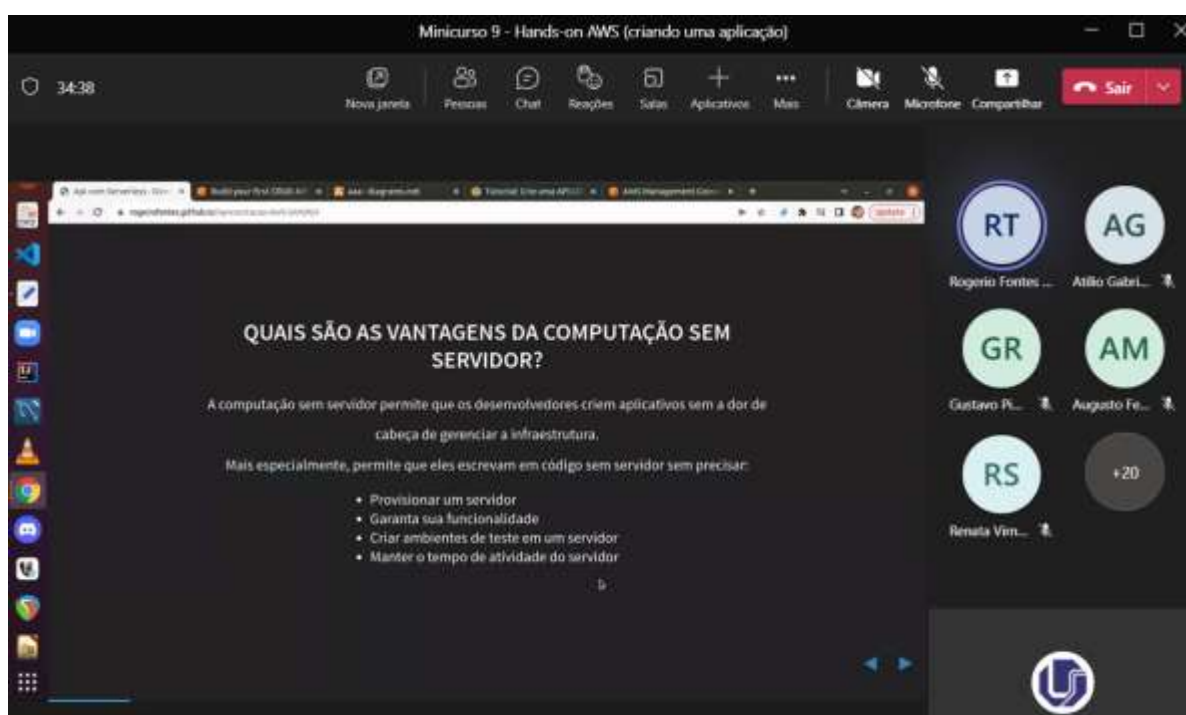 Minicurso 9 - Hands-on AWS (criando uma aplicação)
34:38
Nova janela
Pessoas
Chat
Reações
Salas
Aplicativos
Mais
Câmera
Microfone
Compartilhar
Sair
Update
QUAIS SÃO AS VANTAGENS DA COMPUTAÇÃO SEM
SERVIDOR?
A computação sem servidor permite que os desenvolvedores criem aplicativos sem a dor de
cabeça de gerenciar a infraestrutura.
Mais especialmente, permite que eles escrevam em código sem servidor sem precisar:
• Provisionar um servidor
• Garanta sua funcionalidade
• Criar ambientes de teste em um servidor
• Manter o tempo de atividade do servidor
RT
Rogerio Fontes ...
AG
Atílio Gabri...
GR
Gustavo Pi...
AM
Augusto Fe...
RS
Renata Vim...
+20